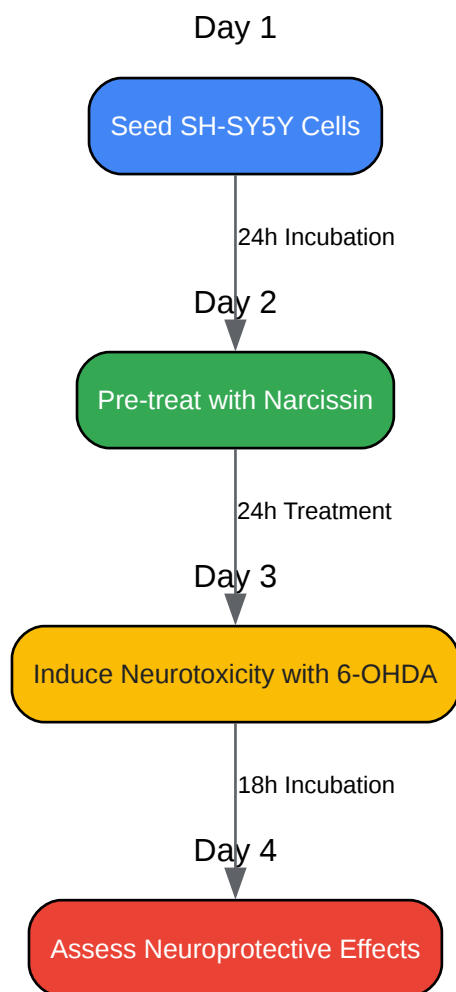 Day 1
Seed SH-SY5Y Cells
24h Incubation
Day 2
Pre-treat with Narcissin
24h Treatment
Day 3
Induce Neurotoxicity with 6-OHDA
18h Incubation
Day 4
Assess Neuroprotective Effects